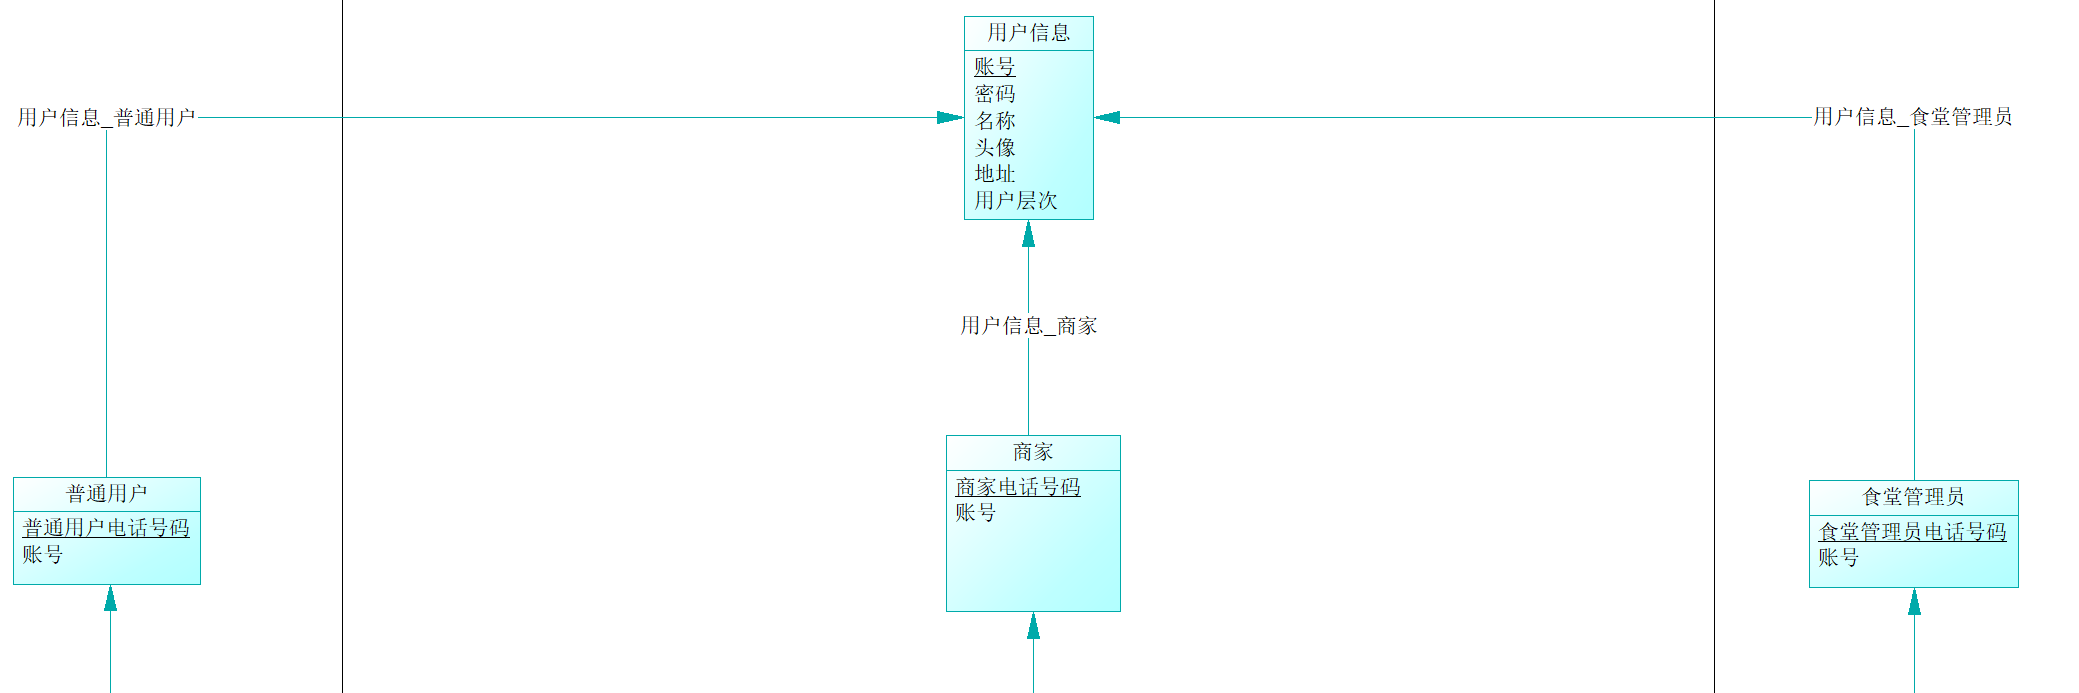 用户信息
账号
密码
名称
头像
地址
用户层次
用户信息_普通用户
用户信息_食堂管理员
用户信息_商家
普通用户
普通用户电话号码
账号
商家
商家电话号码
账号
食堂管理员
食堂管理员电话号码
账号